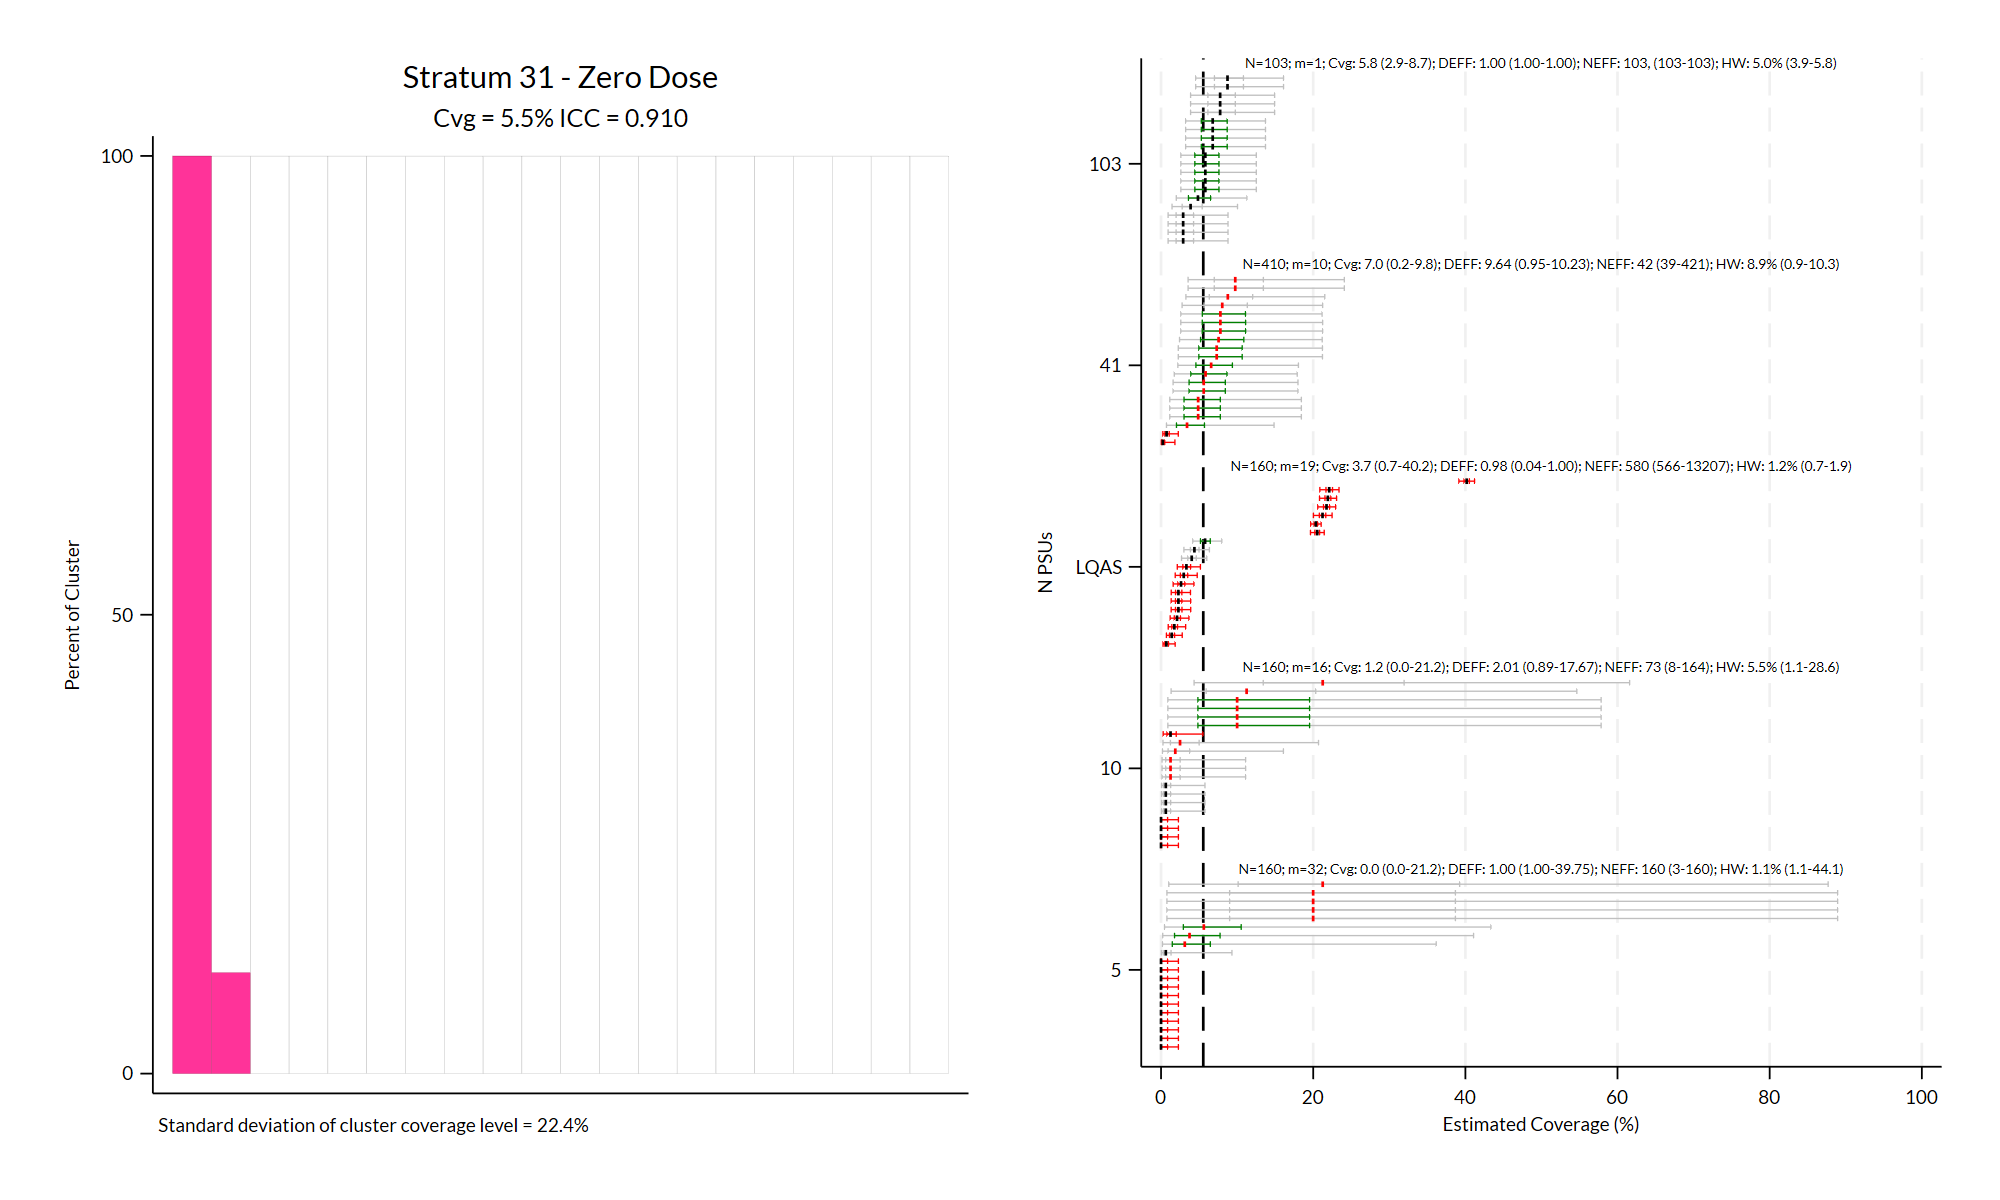 Stratum 31 - Zero Dose
Cvg = 5.5% ICC = 0.910
100
50
0
Percent of Cluster
Standard deviation of cluster coverage level = 22.4%
N=103; m=1; Cvg: 5.8 (2.9-8.7); DEFF: 1.00 (1.00-1.00); NEFF: 103, (103-103); HW: 5.0% (3.9-5.8)
103
N=410; m=10; Cvg: 7.0 (0.2-9.8); DEFF: 9.64 (0.95-10.23); NEFF: 42 (39-421); HW: 8.9% (0.9-10.3)
41
N=160; m=19; Cvg: 3.7 (0.7-40.2); DEFF: 0.98 (0.04-1.00); NEFF: 580 (566-13207); HW: 1.2% (0.7-1.9)
LQAS
N PSUs
N=160; m=16; Cvg: 1.2 (0.0-21.2); DEFF: 2.01 (0.89-17.67); NEFF: 73 (8-164); HW: 5.5% (1.1-28.6)
10
N=160; m=32; Cvg: 0.0 (0.0-21.2); DEFF: 1.00 (1.00-39.75); NEFF: 160 (3-160); HW: 1.1% (1.1-44.1)
5
0 20 40 60 80 100
Estimated Coverage (%)